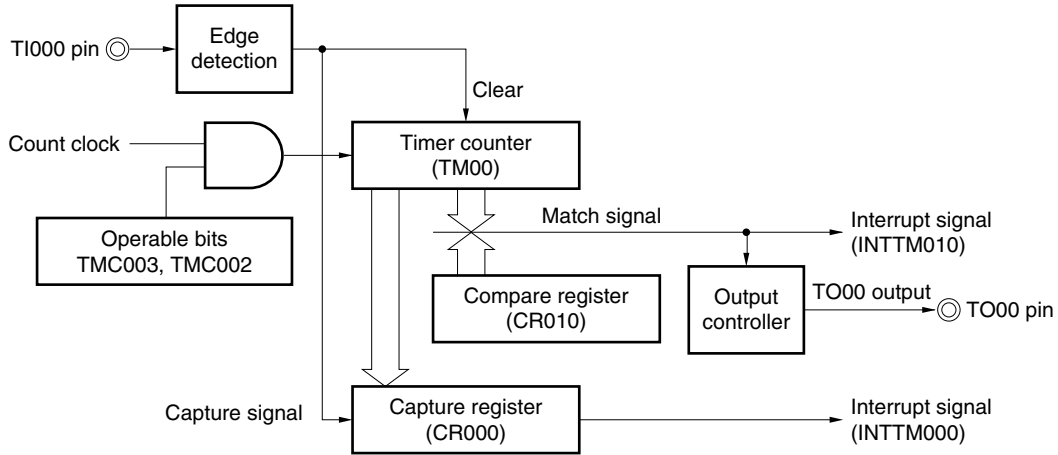 TI000 pin
Edge
detection
Clear
Count clock
Timer counter
(TM00)
Operable bits
TMC003, TMC002
Match signal
Interrupt signal
(INTTM010)
Compare register
(CR010)
Output
controller
TO00 output
TO00 pin
Capture signal
Capture register
(CR000)
Interrupt signal
(INTTM000)